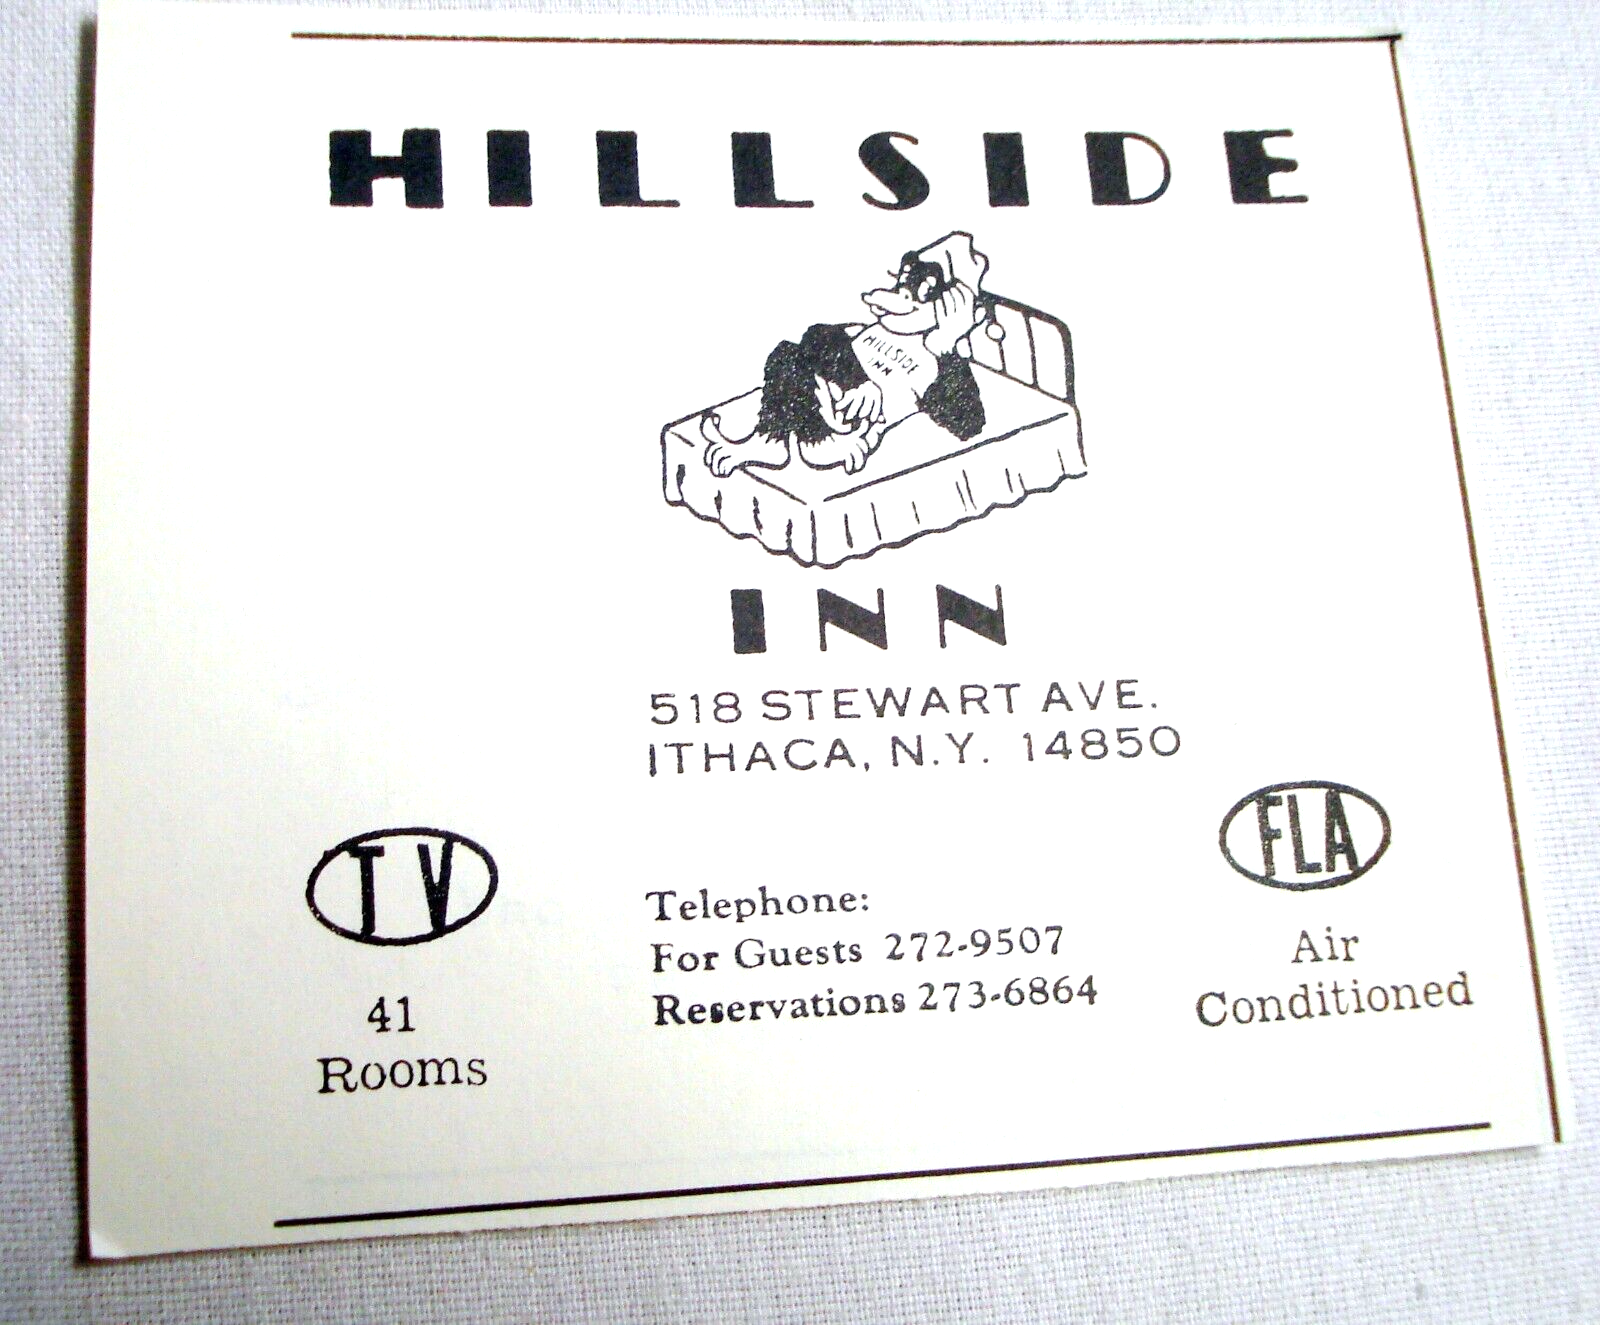 HILLSIDE
HILLSIDE
INN
INN
518 STEWART AVE.
ITHACA, N.Y. 14850
TV
FLA
Telephone:
For Guests 272-9507
Reservations 273-6864
41
Rooms
Air
Conditioned